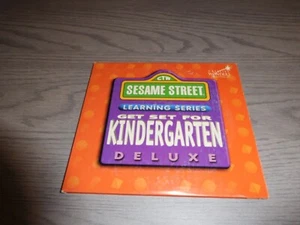 CTW
SESAME STREET
LEARNING SERIES
GET SET FOR
KINDERGARTEN
DELUXE